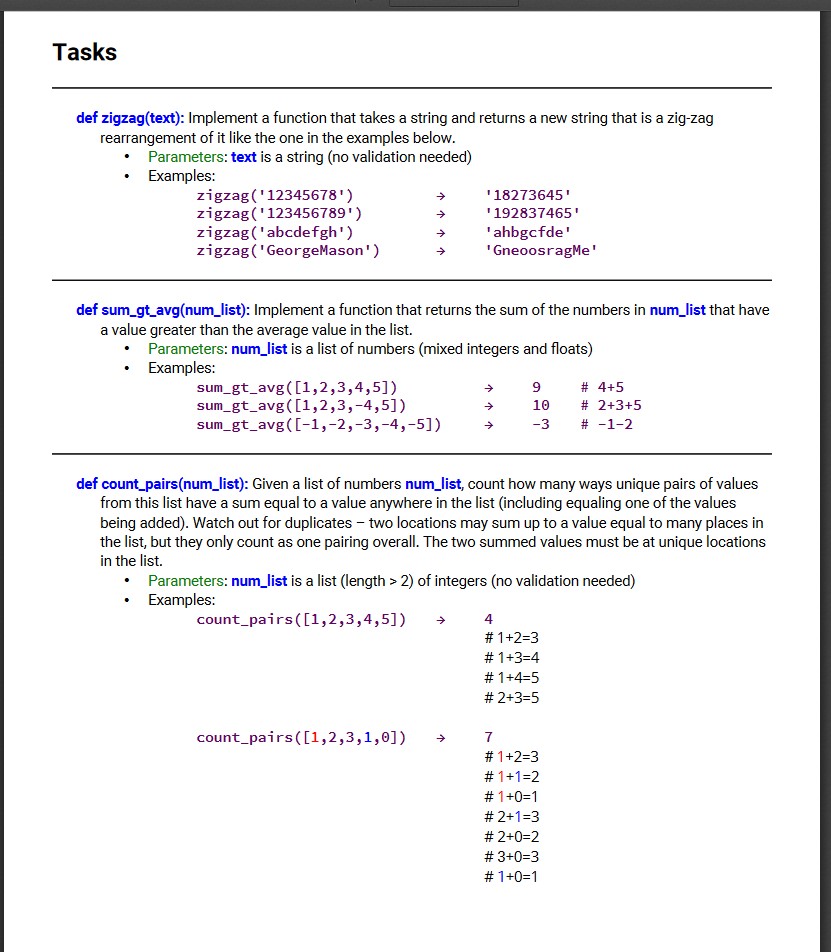 Tasks
def zigzag(text): Implement a function that takes a string and returns a new string that is a zig-zag
rearrangement of it like the one in the examples below.
• Parameters: text is a string (no validation needed)
• Examples:
zigzag('12345678') → '18273645'
zigzag('123456789') → '192837465'
zigzag('abcdefgh') → 'ahbgcfde'
zigzag('GeorgeMason') → 'GneoosragMe'
def sum_gt_avg(num_list): Implement a function that returns the sum of the numbers in num_list that have
a value greater than the average value in the list.
• Parameters: num_list is a list of numbers (mixed integers and floats)
• Examples:
sum_gt_avg([1,2,3,4,5]) → 9 # 4+5
sum_gt_avg([1,2,3,-4,5]) → 10 # 2+3+5
sum_gt_avg([-1,-2,-3,-4,-5]) → -3 # -1-2
def count_pairs(num_list): Given a list of numbers num_list, count how many ways unique pairs of values
from this list have a sum equal to a value anywhere in the list (including equaling one of the values
being added). Watch out for duplicates – two locations may sum up to a value equal to many places in
the list, but they only count as one pairing overall. The two summed values must be at unique locations
in the list.
• Parameters: num_list is a list (length > 2) of integers (no validation needed)
• Examples:
count_pairs([1,2,3,4,5]) → 4
# 1+2=3
# 1+3=4
# 1+4=5
# 2+3=5
count_pairs([1,2,3,1,0]) → 7
# 1+2=3
# 1+1=2
# 1+0=1
# 2+1=3
# 2+0=2
# 3+0=3
# 1+0=1